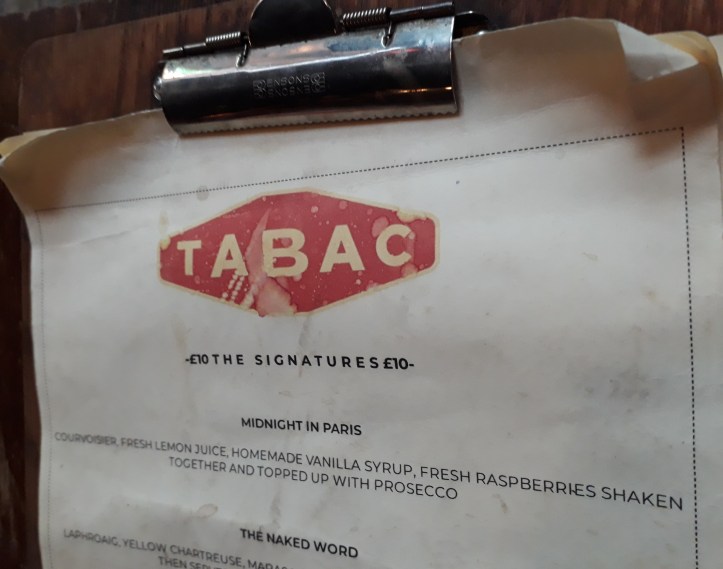 TABAC
-£10 THE SIGNATURES £10-
MIDNIGHT IN PARIS
COURVOISIER, FRESH LEMON JUICE, HOMEMADE VANILLA SYRUP, FRESH RASPBERRIES SHAKEN
TOGETHER AND TOPPED UP WITH PROSECCO
THE NAKED WORD
LAPHROAIG, YELLOW CHARTREUSE,
THEN